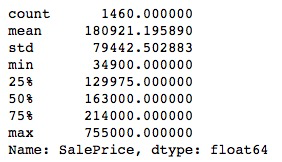 count 1460.000000
mean 180921.195890
std 79442.502883
min 34900.000000
25% 129975.000000
50% 163000.000000
75% 214000.000000
max 755000.000000
Name: SalePrice, dtype: float64